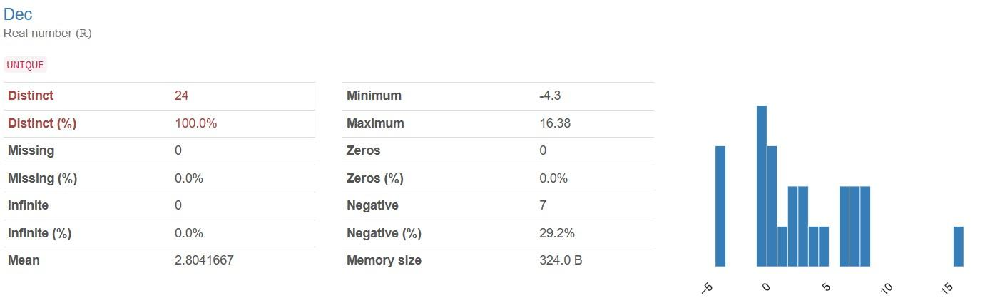 Dec
Real number (ℝ)
UNIQUE
Distinct 24
Distinct (%) 100.0%
Missing 0
Missing (%) 0.0%
Infinite 0
Infinite (%) 0.0%
Mean 2.8041667
Minimum -4.3
Maximum 16.38
Zeros 0
Zeros (%) 0.0%
Negative 7
Negative (%) 29.2%
Memory size 324.0 B
−5 0 5 10 15